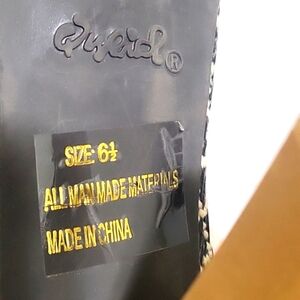 Qupid®
SIZE: 6½
ALL MAN MADE MATERIALS
MADE IN CHINA